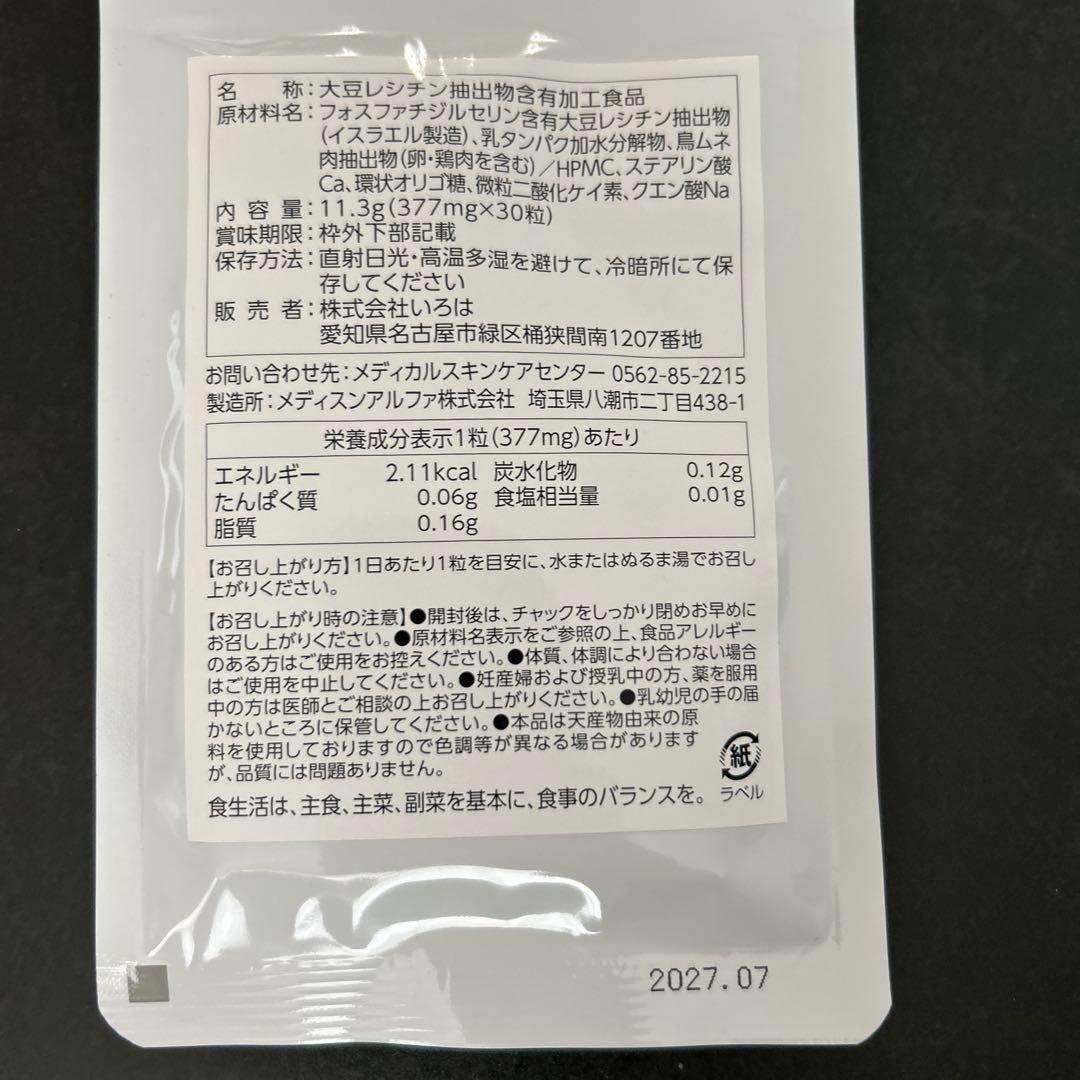 名　　称：大豆レシチン抽出物含有加工食品
原材料名：フォスファチジルセリン含有大豆レシチン抽出物
(イスラエル製造)、乳タンパク加水分解物、鳥ムネ
肉抽出物(卵・鶏肉を含む)／HPMC、ステアリン酸
Ca、環状オリゴ糖、微粒二酸化ケイ素、クエン酸Na
内 容 量：11.3g(377mg×30粒)
賞味期限：枠外下部記載
保存方法：直射日光・高温多湿を避けて、冷暗所にて保
存してください
販 売 者：株式会社いろは
愛知県名古屋市緑区桶狭間南1207番地
お問い合わせ先：メディカルスキンケアセンター 0562-85-2215
製造所：メディスンアルファ株式会社 埼玉県八潮市二丁目438-1
栄養成分表示1粒(377mg)あたり
エネルギー 2.11kcal 炭水化物 0.12g
たんぱく質 0.06g 食塩相当量 0.01g
脂質 0.16g
【お召し上がり方】1日あたり1粒を目安に、水またはぬるま湯でお召し
上がりください。
【お召し上がり時の注意】●開封後は、チャックをしっかり閉めお早めに
お召し上がりください。●原材料名表示をご参照の上、食品アレルギー
のある方はご使用をお控えください。●体質、体調により合わない場合
はご使用を中止してください。●妊産婦および授乳中の方、薬を服用
中の方は医師とご相談の上お召し上がりください。●乳幼児の手の届
かないところに保管してください。●本品は天産物由来の原
料を使用しておりますので色調等が異なる場合があります
が、品質には問題ありません。
食生活は、主食、主菜、副菜を基本に、食事のバランスを。
紙
ラベル
2027.07